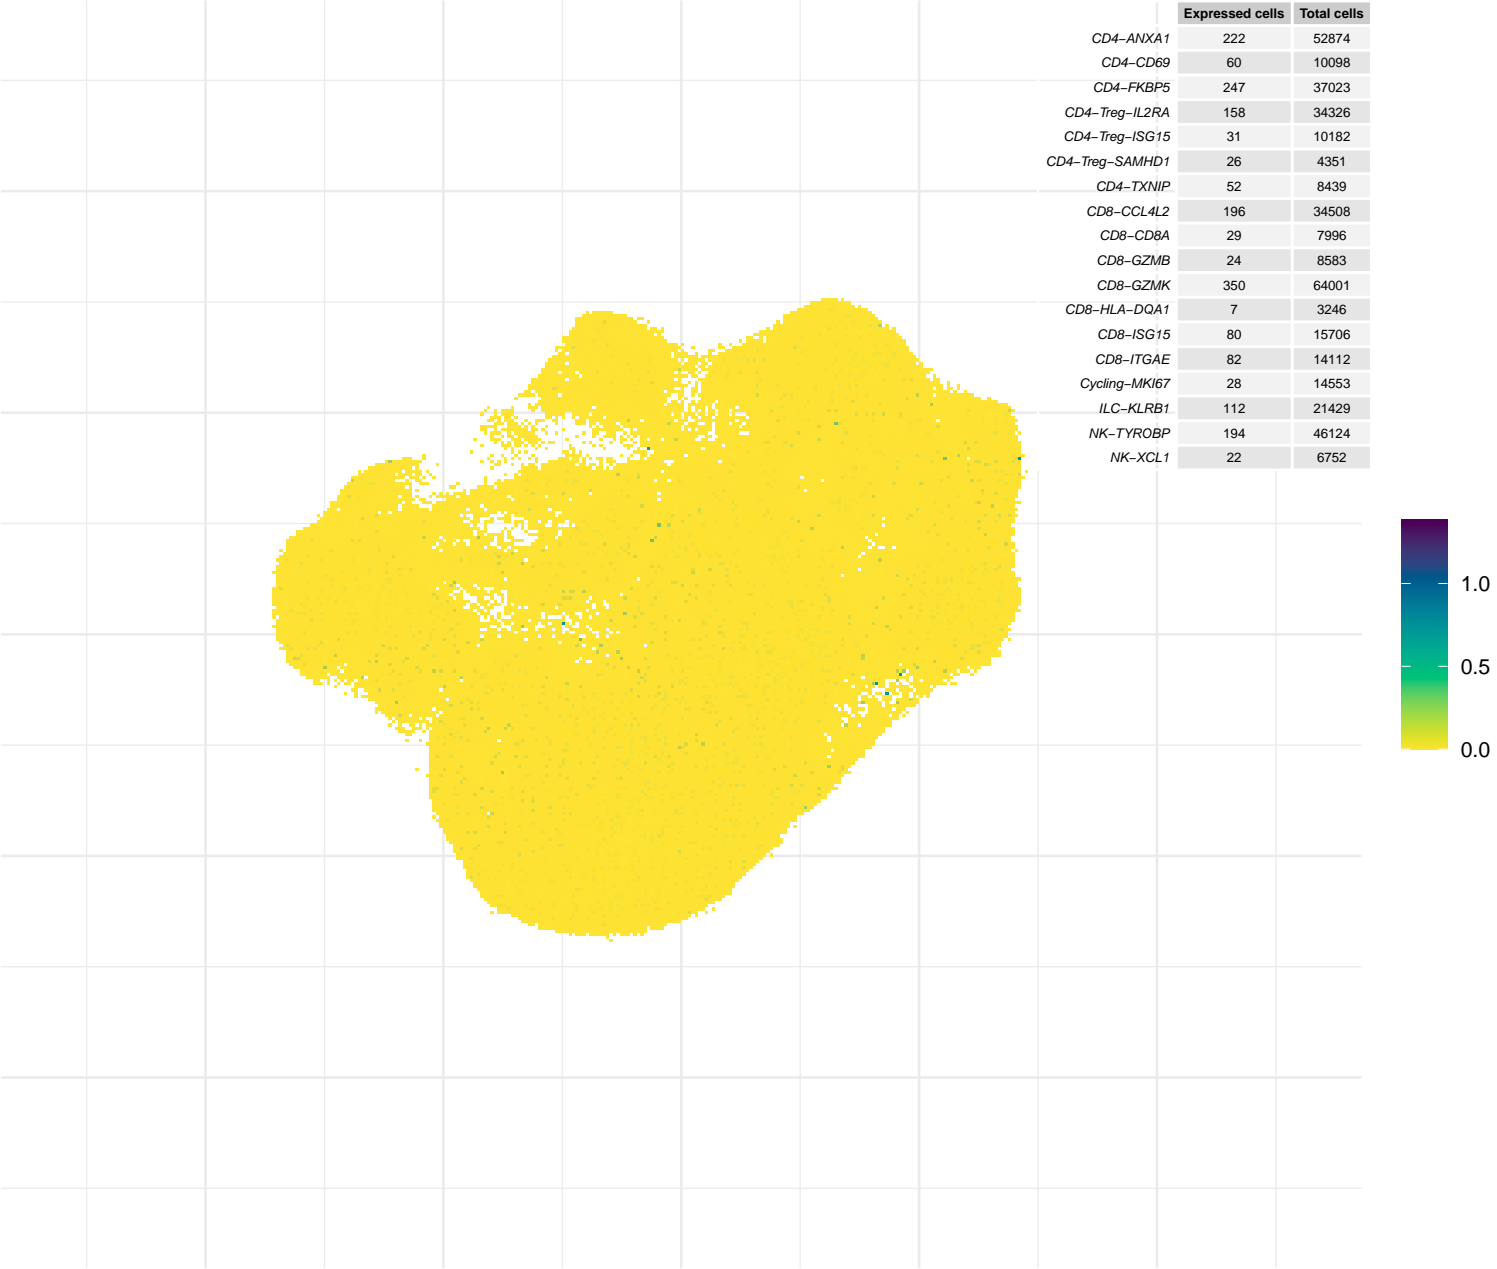 Expressed cells Total cells
CD4−ANXA1 222 52874
CD4−CD69 60 10098
CD4−FKBP5 247 37023
CD4−Treg−IL2RA 158 34326
CD4−Treg−ISG15 31 10182
CD4−Treg−SAMHD1 26 4351
CD4−TXNIP 52 8439
CD8−CCL4L2 196 34508
CD8−CD8A 29 7996
CD8−GZMB 24 8583
CD8−GZMK 350 64001
CD8−HLA−DQA1 7 3246
CD8−ISG15 80 15706
CD8−ITGAE 82 14112
Cycling−MKI67 28 14553
ILC−KLRB1 112 21429
NK−TYROBP 194 46124
NK−XCL1 22 6752
1.0
0.5
0.0